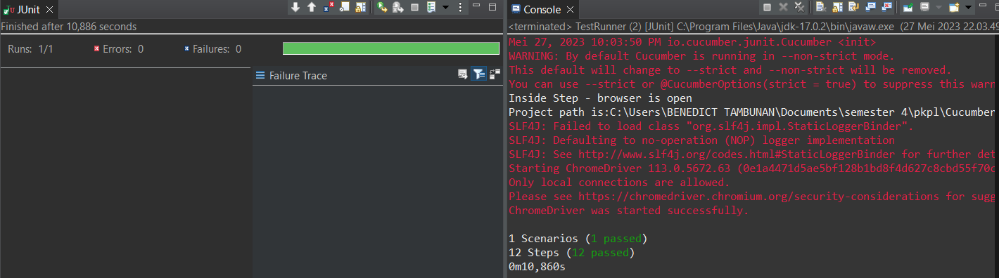 JUnit
Finished after 10,886 seconds
Runs: 1/1 Errors: 0 Failures: 0
Failure Trace
Console
<terminated> TestRunner (2) [JUnit] C:\Program Files\Java\jdk-17.0.2\bin\javaw.exe (27 Mei 2023 22.03.49
Mei 27, 2023 10:03:50 PM io.cucumber.junit.Cucumber <init>
WARNING: By default Cucumber is running in --non-strict mode.
This default will change to --strict and --non-strict will be removed.
You can use --strict or @CucumberOptions(strict = true) to suppress this warn
Inside Step - browser is open
Project path is:C:\Users\BENEDICT TAMBUNAN\Documents\semester 4\pkpl\Cucumber
SLF4J: Failed to load class "org.slf4j.impl.StaticLoggerBinder".
SLF4J: Defaulting to no-operation (NOP) logger implementation
SLF4J: See http://www.slf4j.org/codes.html#StaticLoggerBinder for further det
Starting ChromeDriver 113.0.5672.63 (0e1a4471d5ae5bf128b1bd8f4d627c8cbd55f70c
Only local connections are allowed.
Please see https://chromedriver.chromium.org/security-considerations for sugg
ChromeDriver was started successfully.
1 Scenarios (1 passed)
12 Steps (12 passed)
0m10,860s